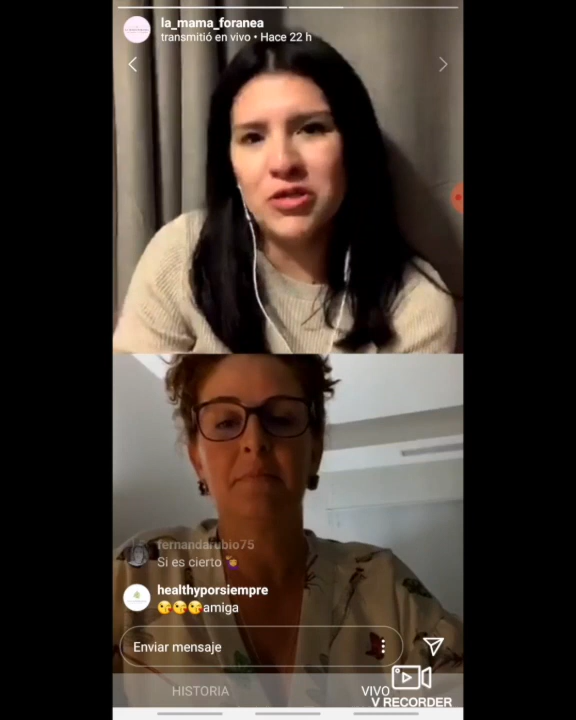 la_mama_foranea
transmitió en vivo • Hace 22 h
fernandarubio75
Si es cierto 🤷🏽‍♀️
healthyporsiempre
😘😘😘amiga
Enviar mensaje
HISTORIA
VIVO
V RECORDER